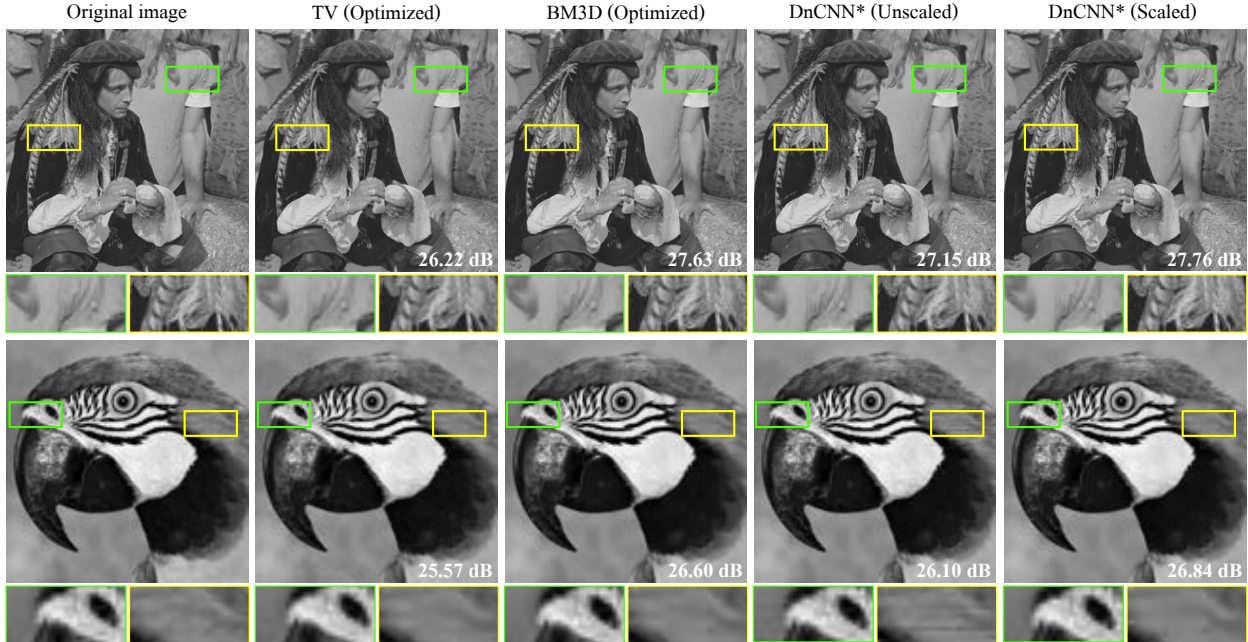 Original image TV (Optimized) BM3D (Optimized) DnCNN* (Unscaled) DnCNN* (Scaled)
26.22 dB 27.63 dB 27.15 dB 27.76 dB
25.57 dB 26.60 dB 26.10 dB 26.84 dB